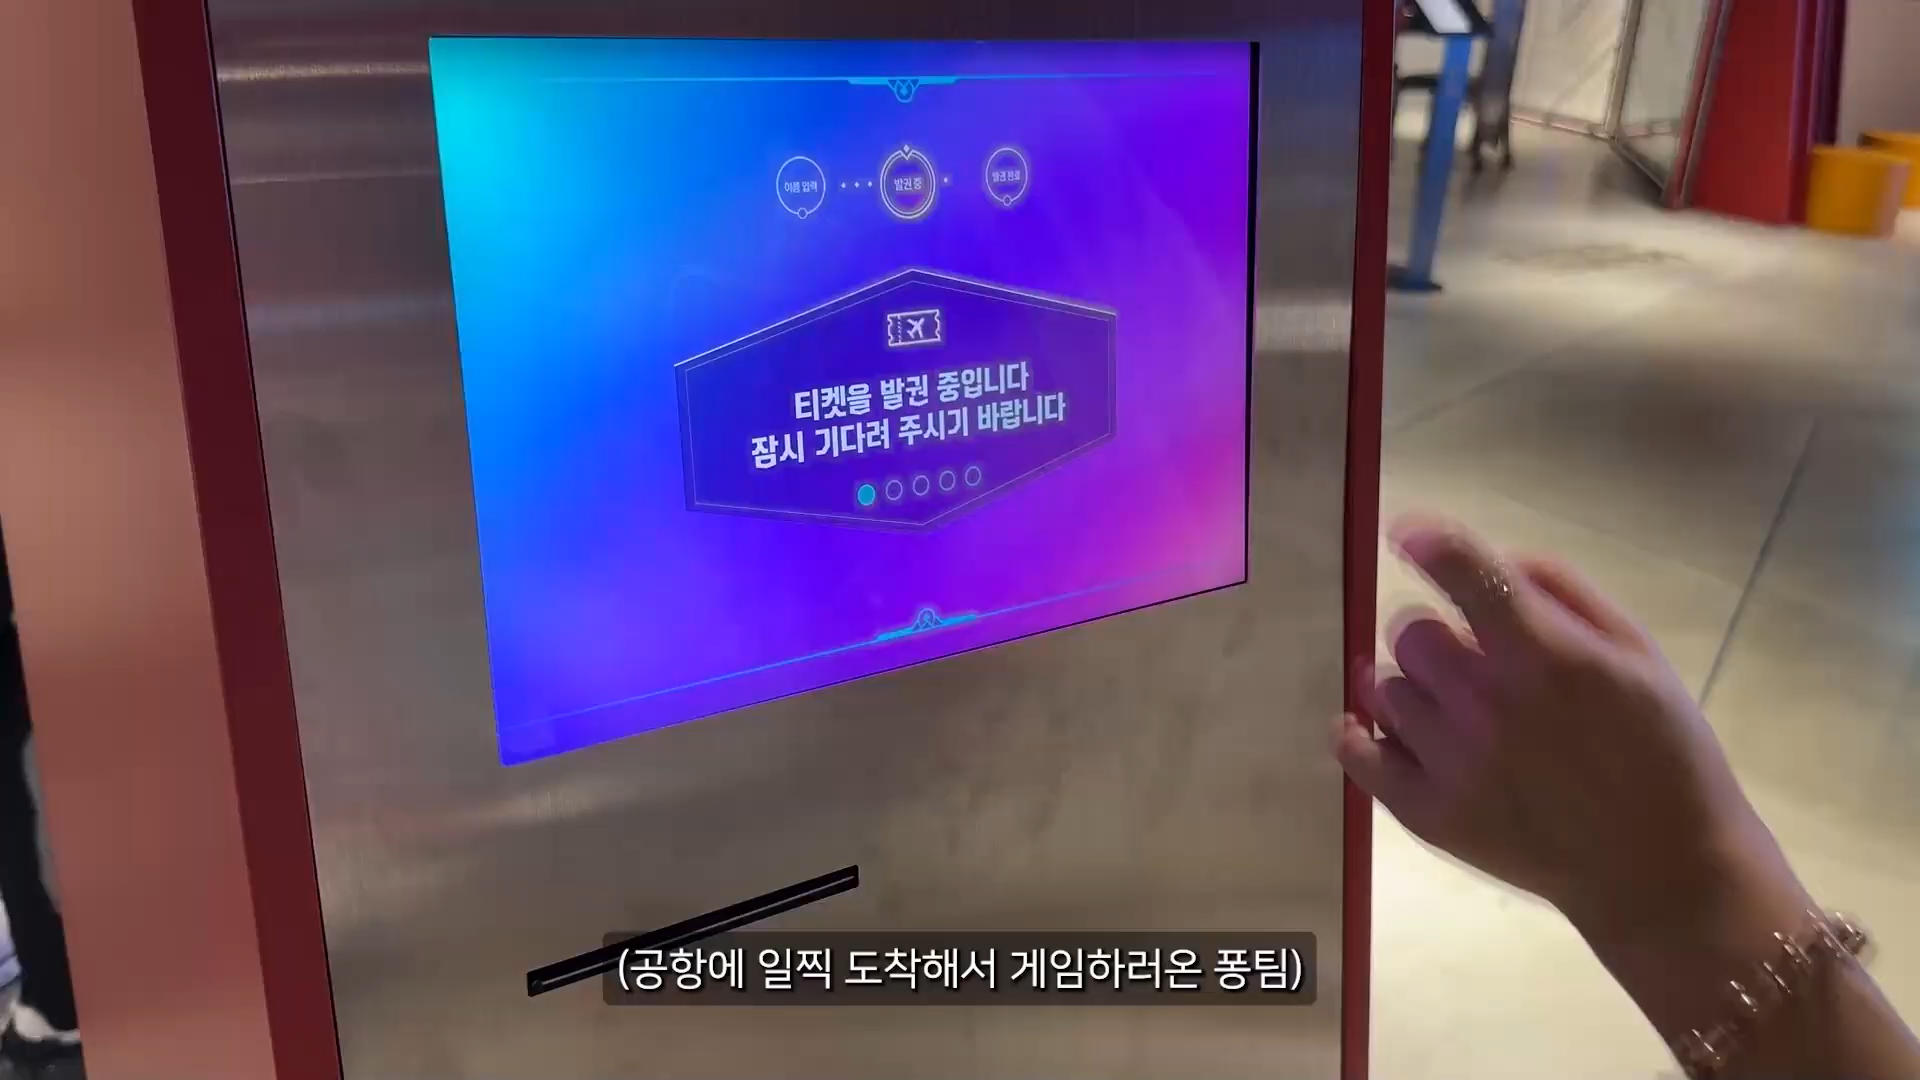 이름 입력
발권 중
발권 완료
티켓을 발권 중입니다
잠시 기다려 주시기 바랍니다
(공항에 일찍 도착해서 게임하러온 퐁팀)